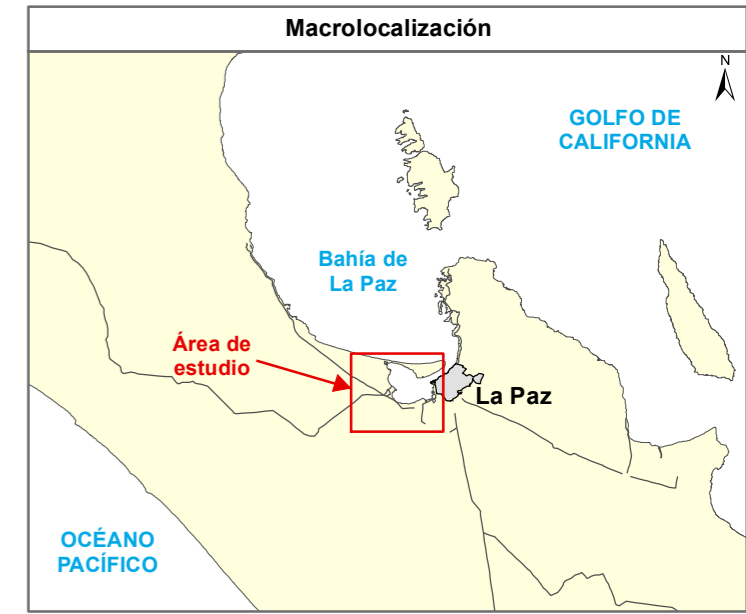 Macrolocalización
N
GOLFO DE
CALIFORNIA
Bahía de
La Paz
Área de
estudio
La Paz
OCÉANO
PACÍFICO